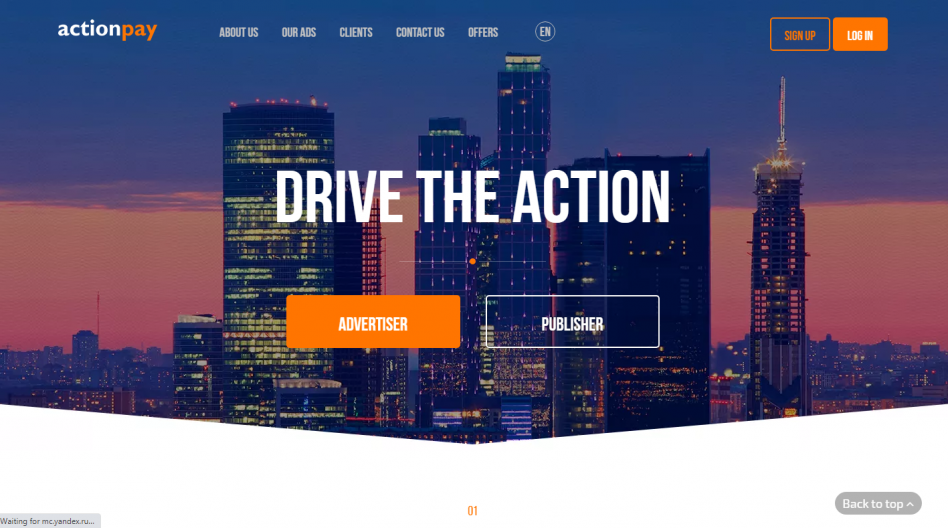 actionpay
ABOUT US
OUR ADS
CLIENTS
CONTACT US
OFFERS
EN
SIGN UP
LOG IN
DRIVE THE ACTION
ADVERTISER
PUBLISHER
01
Back to top
Waiting for mc.yandex.ru...